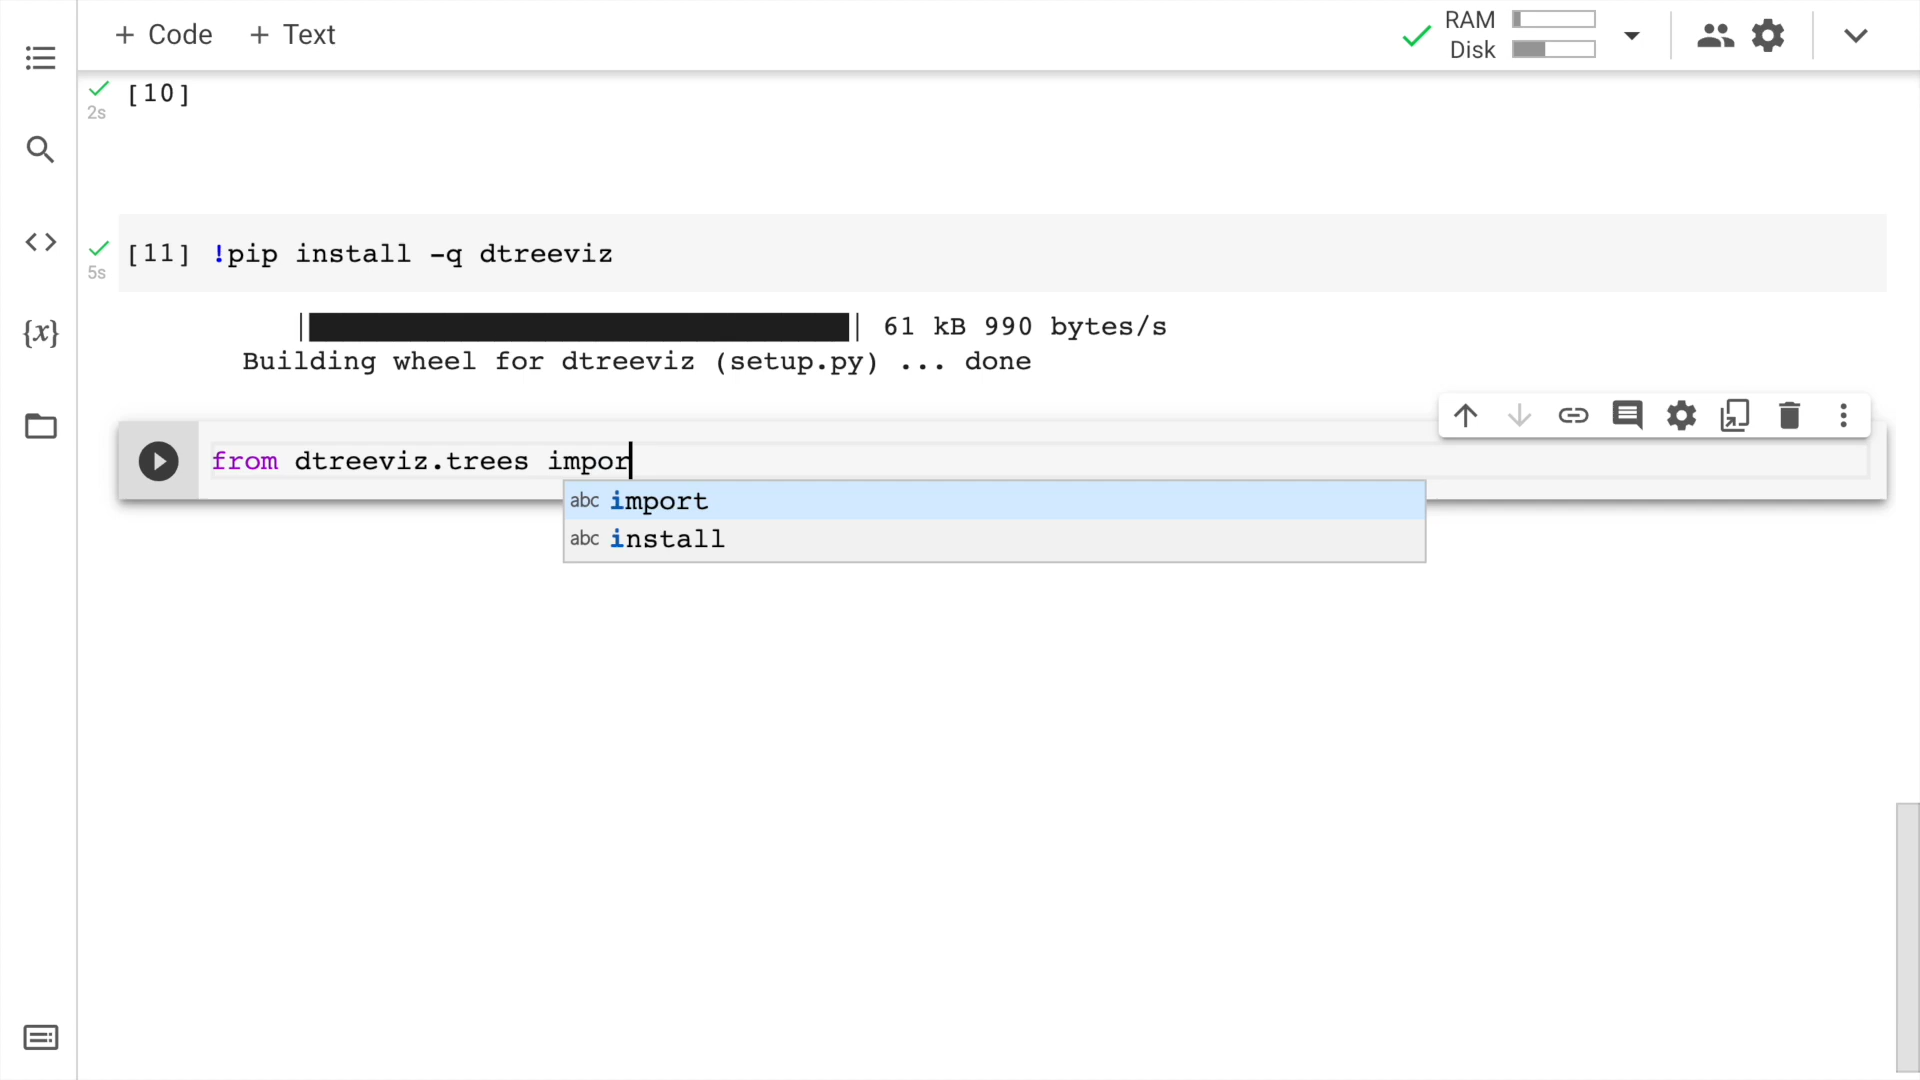 + Code + Text
RAM
Disk
[10]
2s
[11] !pip install -q dtreeviz
5s
61 kB 990 bytes/s
Building wheel for dtreeviz (setup.py) ... done
from dtreeviz.trees impor
abc import
abc install
{x}